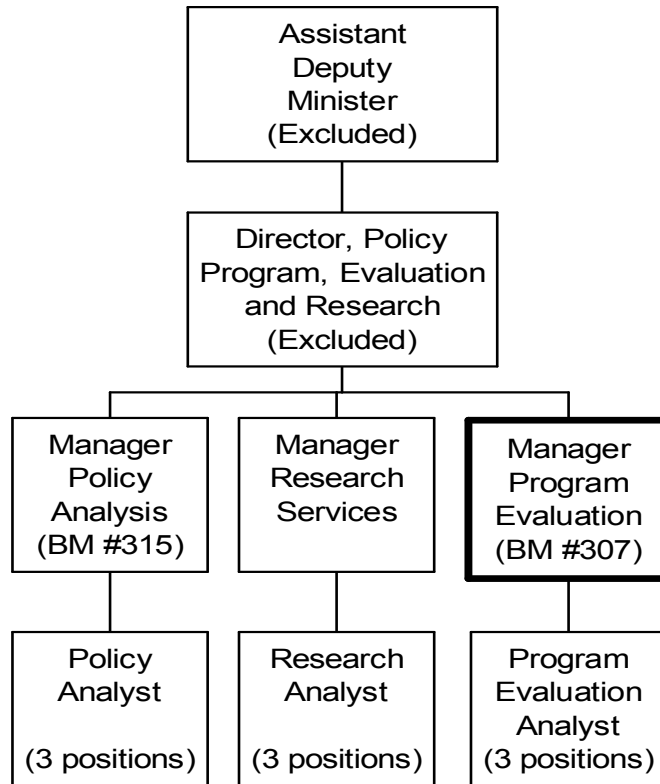 Assistant
Deputy
Minister
(Excluded)
Director, Policy
Program, Evaluation
and Research
(Excluded)
Manager
Policy
Analysis
(BM #315)
Manager
Research
Services
Manager
Program
Evaluation
(BM #307)
Policy
Analyst
(3 positions)
Research
Analyst
(3 positions)
Program
Evaluation
Analyst
(3 positions)